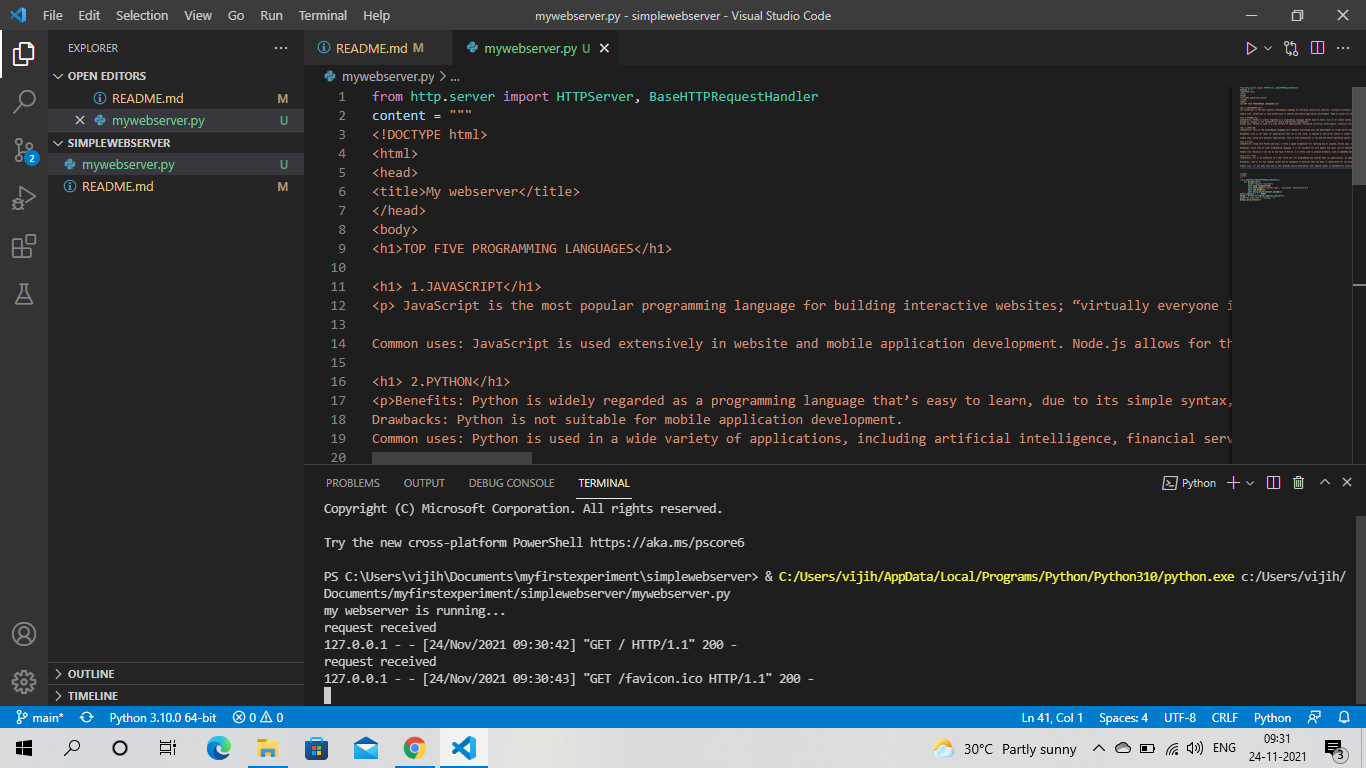 File Edit Selection View Go Run Terminal Help
mywebserver.py - simplewebserver - Visual Studio Code
EXPLORER
OPEN EDITORS
README.md M
mywebserver.py U
SIMPLEWEBSERVER
mywebserver.py U
README.md M
OUTLINE
TIMELINE
2
README.md M
mywebserver.py U
mywebserver.py > ...
1 from http.server import HTTPServer, BaseHTTPRequestHandler
2 content = """
3 <!DOCTYPE html>
4 <html>
5 <head>
6 <title>My webserver</title>
7 </head>
8 <body>
9 <h1>TOP FIVE PROGRAMMING LANGUAGES</h1>
10
11 <h1> 1.JAVASCRIPT</h1>
12 <p> JavaScript is the most popular programming language for building interactive websites; “virtually everyone i
13
14 Common uses: JavaScript is used extensively in website and mobile application development. Node.js allows for th
15
16 <h1> 2.PYTHON</h1>
17 <p>Benefits: Python is widely regarded as a programming language that’s easy to learn, due to its simple syntax,
18 Drawbacks: Python is not suitable for mobile application development.
19 Common uses: Python is used in a wide variety of applications, including artificial intelligence, financial serv
20
PROBLEMS OUTPUT DEBUG CONSOLE TERMINAL
Python
Copyright (C) Microsoft Corporation. All rights reserved.
Try the new cross-platform PowerShell https://aka.ms/pscore6
PS C:\Users\vijih\Documents\myfirstexperiment\simplewebserver> & C:/Users/vijih/AppData/Local/Programs/Python/Python310/python.exe c:/Users/vijih/
Documents/myfirstexperiment/simplewebserver/mywebserver.py
my webserver is running...
request received
127.0.0.1 - - [24/Nov/2021 09:30:42] "GET / HTTP/1.1" 200 -
request received
127.0.0.1 - - [24/Nov/2021 09:30:43] "GET /favicon.ico HTTP/1.1" 200 -
main* Python 3.10.0 64-bit 0 0 Ln 41, Col 1 Spaces: 4 UTF-8 CRLF Python
30°C Partly sunny ENG
09:31
24-11-2021
3